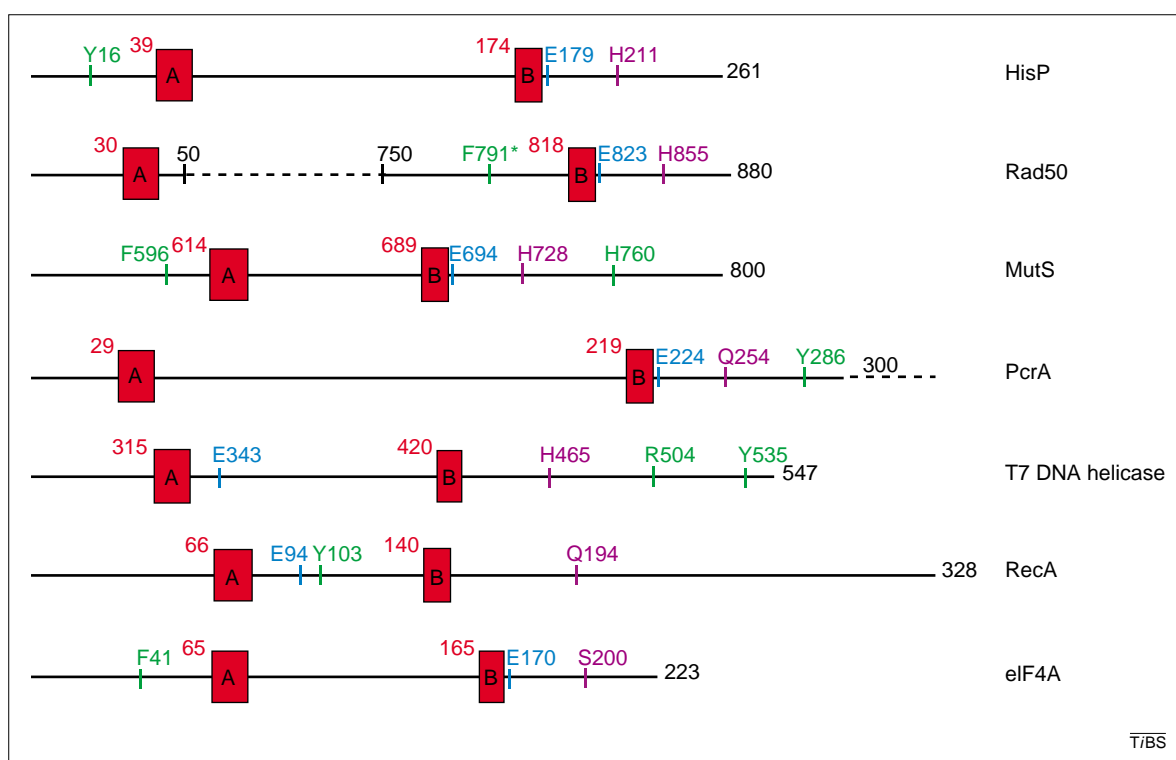 Y16 39 A 174 B E179 H211 261 HisP
30 A 50 750 F791* 818 B E823 H855 880 Rad50
F596 614 A 689 B E694 H728 H760 800 MutS
29 A 219 B E224 Q254 Y286 300 PcrA
315 A E343 420 B H465 R504 Y535 547 T7 DNA helicase
66 A E94 Y103 140 B Q194 328 RecA
F41 65 A 165 B E170 S200 223 eIF4A
TiBS